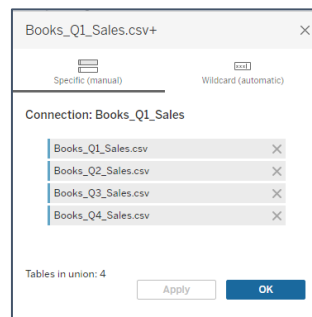 Books_Q1_Sales.csv+
Specific (manual)
Wildcard (automatic)
Connection: Books_Q1_Sales
Books_Q1_Sales.csv
Books_Q2_Sales.csv
Books_Q3_Sales.csv
Books_Q4_Sales.csv
Tables in union: 4
Apply
OK